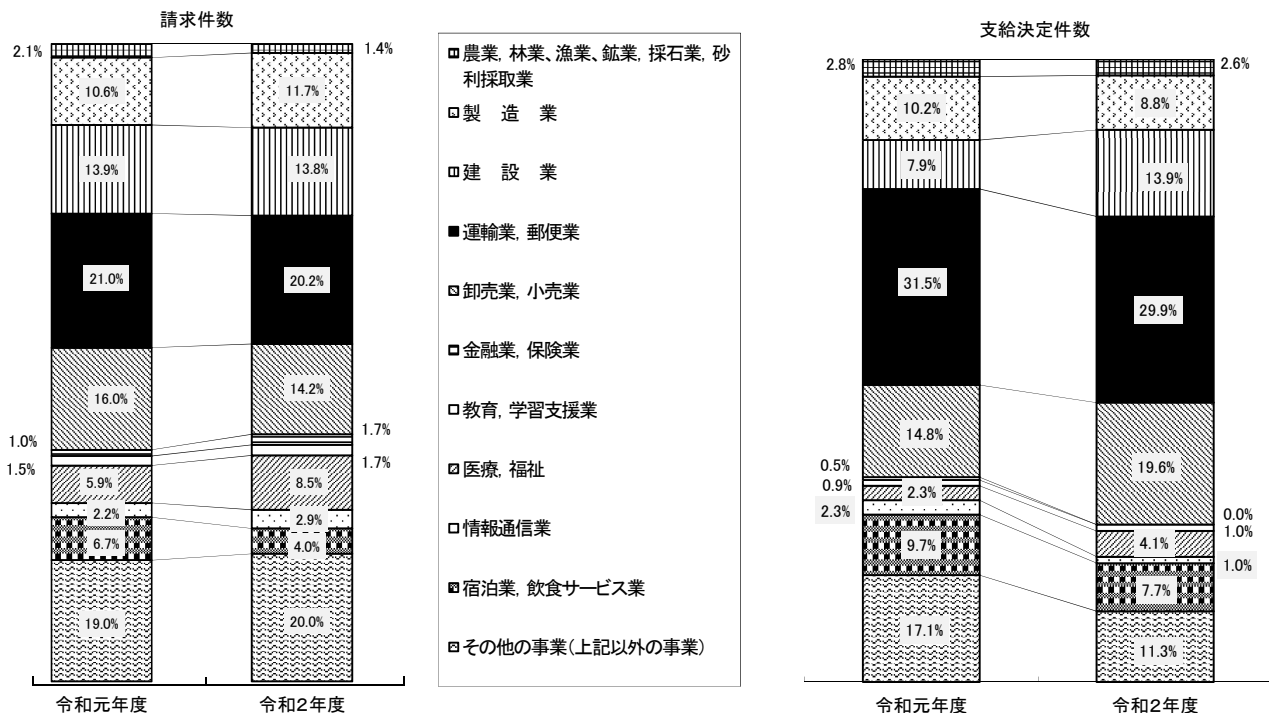 請求件数
2.1%
10.6%
13.9%
21.0%
16.0%
1.0%
1.5%
5.9%
2.2%
6.7%
19.0%
令和元年度
1.4%
11.7%
13.8%
20.2%
14.2%
1.7%
1.7%
8.5%
2.9%
4.0%
20.0%
令和2年度
農業, 林業、漁業、鉱業, 採石業, 砂
利採取業
製 造 業
建 設 業
運輸業, 郵便業
卸売業, 小売業
金融業, 保険業
教育, 学習支援業
医療, 福祉
情報通信業
宿泊業, 飲食サービス業
その他の事業(上記以外の事業)
支給決定件数
2.8%
10.2%
7.9%
31.5%
14.8%
0.5%
0.9%
2.3%
2.3%
9.7%
17.1%
令和元年度
2.6%
8.8%
13.9%
29.9%
19.6%
0.0%
1.0%
4.1%
1.0%
7.7%
11.3%
令和2年度